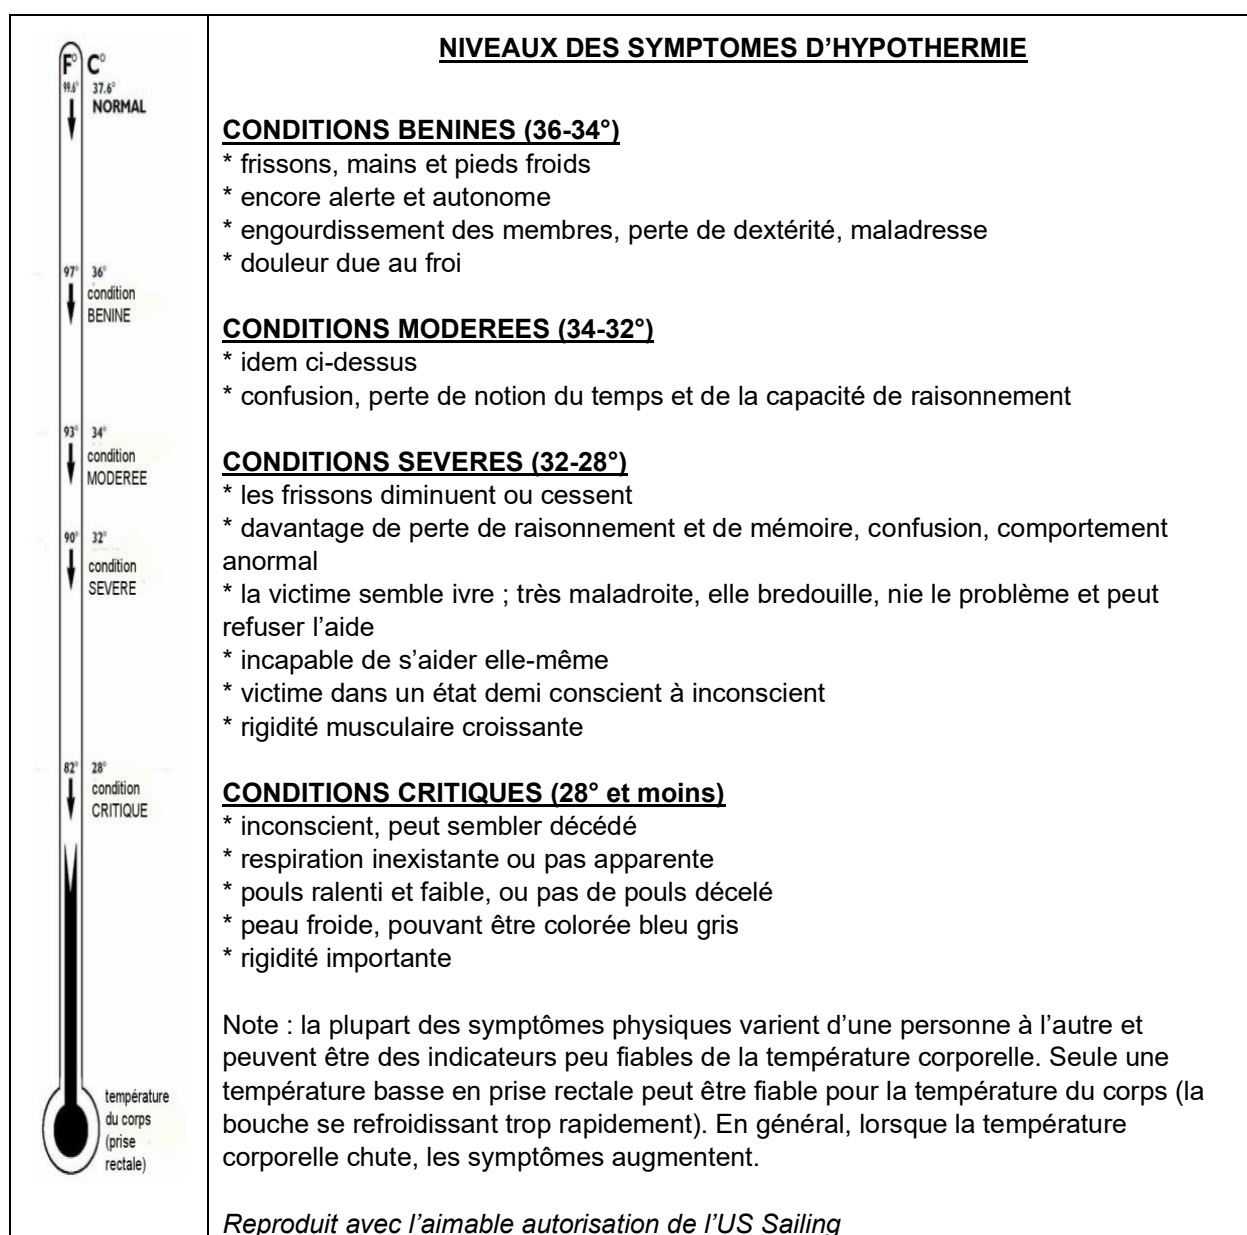 F° C°
99.6° 37.6°
NORMAL
97° 36°
condition
BENINE
93° 34°
condition
MODEREE
90° 32°
condition
SEVERE
82° 28°
condition
CRITIQUE
température
du corps
(prise
rectale)
NIVEAUX DES SYMPTOMES D’HYPOTHERMIE
CONDITIONS BENINES (36-34°)
* frissons, mains et pieds froids
* encore alerte et autonome
* engourdissement des membres, perte de dextérité, maladresse
* douleur due au froi
CONDITIONS MODEREES (34-32°)
* idem ci-dessus
* confusion, perte de notion du temps et de la capacité de raisonnement
CONDITIONS SEVERES (32-28°)
* les frissons diminuent ou cessent
* davantage de perte de raisonnement et de mémoire, confusion, comportement
anormal
* la victime semble ivre ; très maladroite, elle bredouille, nie le problème et peut
refuser l’aide
* incapable de s’aider elle-même
* victime dans un état demi conscient à inconscient
* rigidité musculaire croissante
CONDITIONS CRITIQUES (28° et moins)
* inconscient, peut sembler décédé
* respiration inexistante ou pas apparente
* pouls ralenti et faible, ou pas de pouls décelé
* peau froide, pouvant être colorée bleu gris
* rigidité importante
Note : la plupart des symptômes physiques varient d’une personne à l’autre et
peuvent être des indicateurs peu fiables de la température corporelle. Seule une
température basse en prise rectale peut être fiable pour la température du corps (la
bouche se refroidissant trop rapidement). En général, lorsque la température
corporelle chute, les symptômes augmentent.
Reproduit avec l’aimable autorisation de l’US Sailing